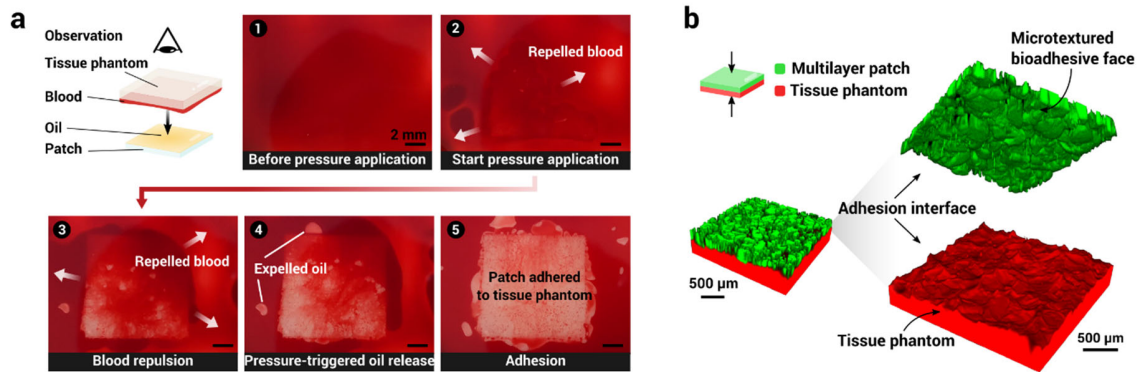 a
Observation
Tissue phantom
Blood
Oil
Patch
1
2 mm
Before pressure application
2
Repelled blood
Start pressure application
3
Repelled blood
Blood repulsion
4
Expelled oil
Pressure-triggered oil release
5
Patch adhered
to tissue phantom
Adhesion
b
Multilayer patch
Tissue phantom
Microtextured
bioadhesive face
Adhesion interface
500 μm
Tissue phantom
500 μm